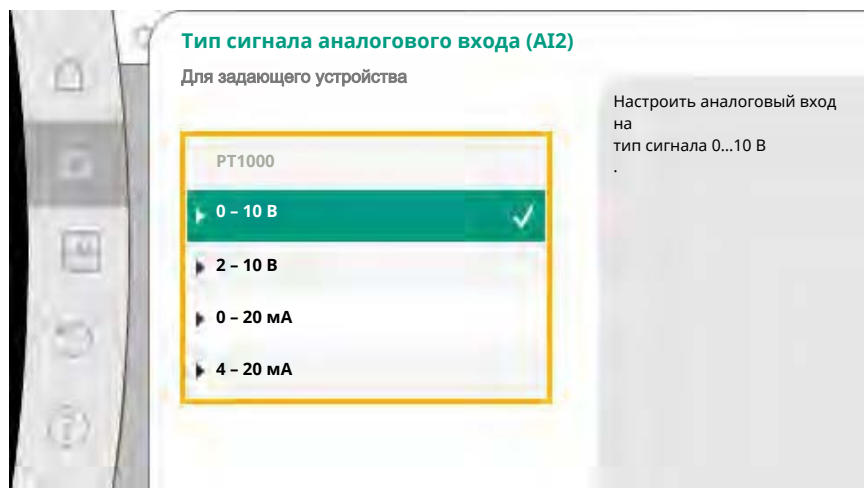 Тип сигнала аналогового входа (AI2)
Для задающего устройства
PT1000
0 – 10 В
2 – 10 В
0 – 20 мА
4 – 20 мА
Настроить аналоговый вход
на
тип сигнала 0...10 В
.